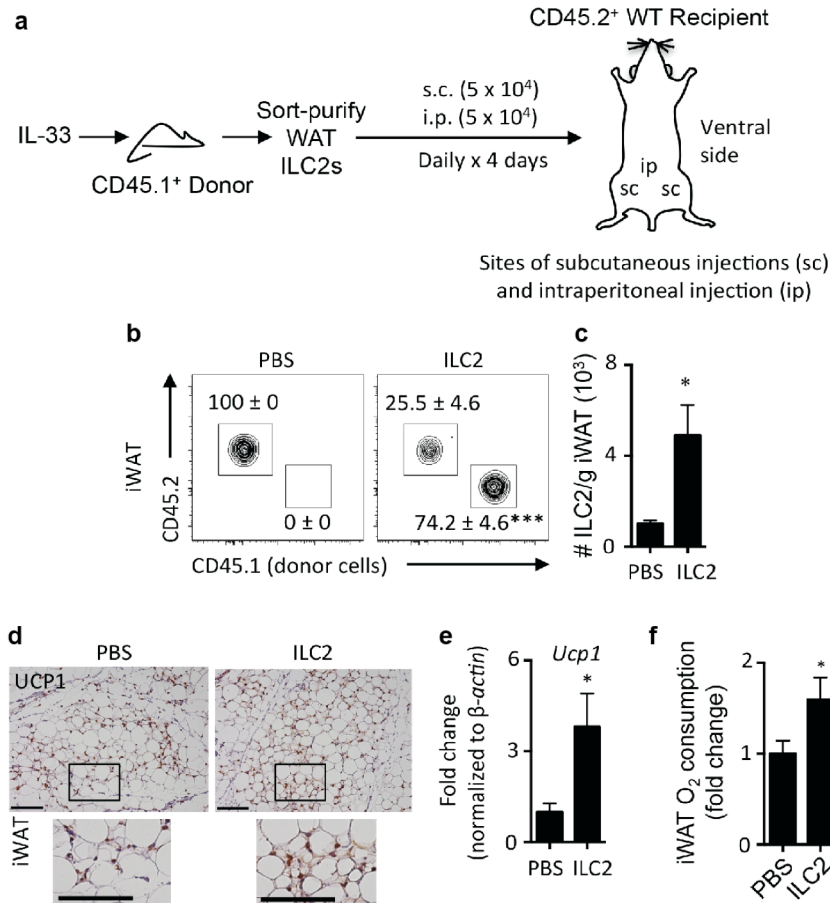 a
CD45.2⁺ WT Recipient
IL-33
CD45.1⁺ Donor
Sort-purify
WAT
ILC2s
s.c. (5 x 10⁴)
i.p. (5 x 10⁴)
Daily x 4 days
ip
sc sc
Ventral
side
Sites of subcutaneous injections (sc)
and intraperitoneal injection (ip)
b
PBS ILC2
iWAT
CD45.2
100 ± 0
0 ± 0
25.5 ± 4.6
74.2 ± 4.6***
CD45.1 (donor cells)
c
# ILC2/g iWAT (10³)
8
4
0
*
PBS ILC2
d
PBS ILC2
UCP1
iWAT
e
Ucp1
Fold change
(normalized to β-actin)
6
3
0
*
PBS ILC2
f
iWAT O₂ consumption
(fold change)
2
1
0
*
PBS ILC2